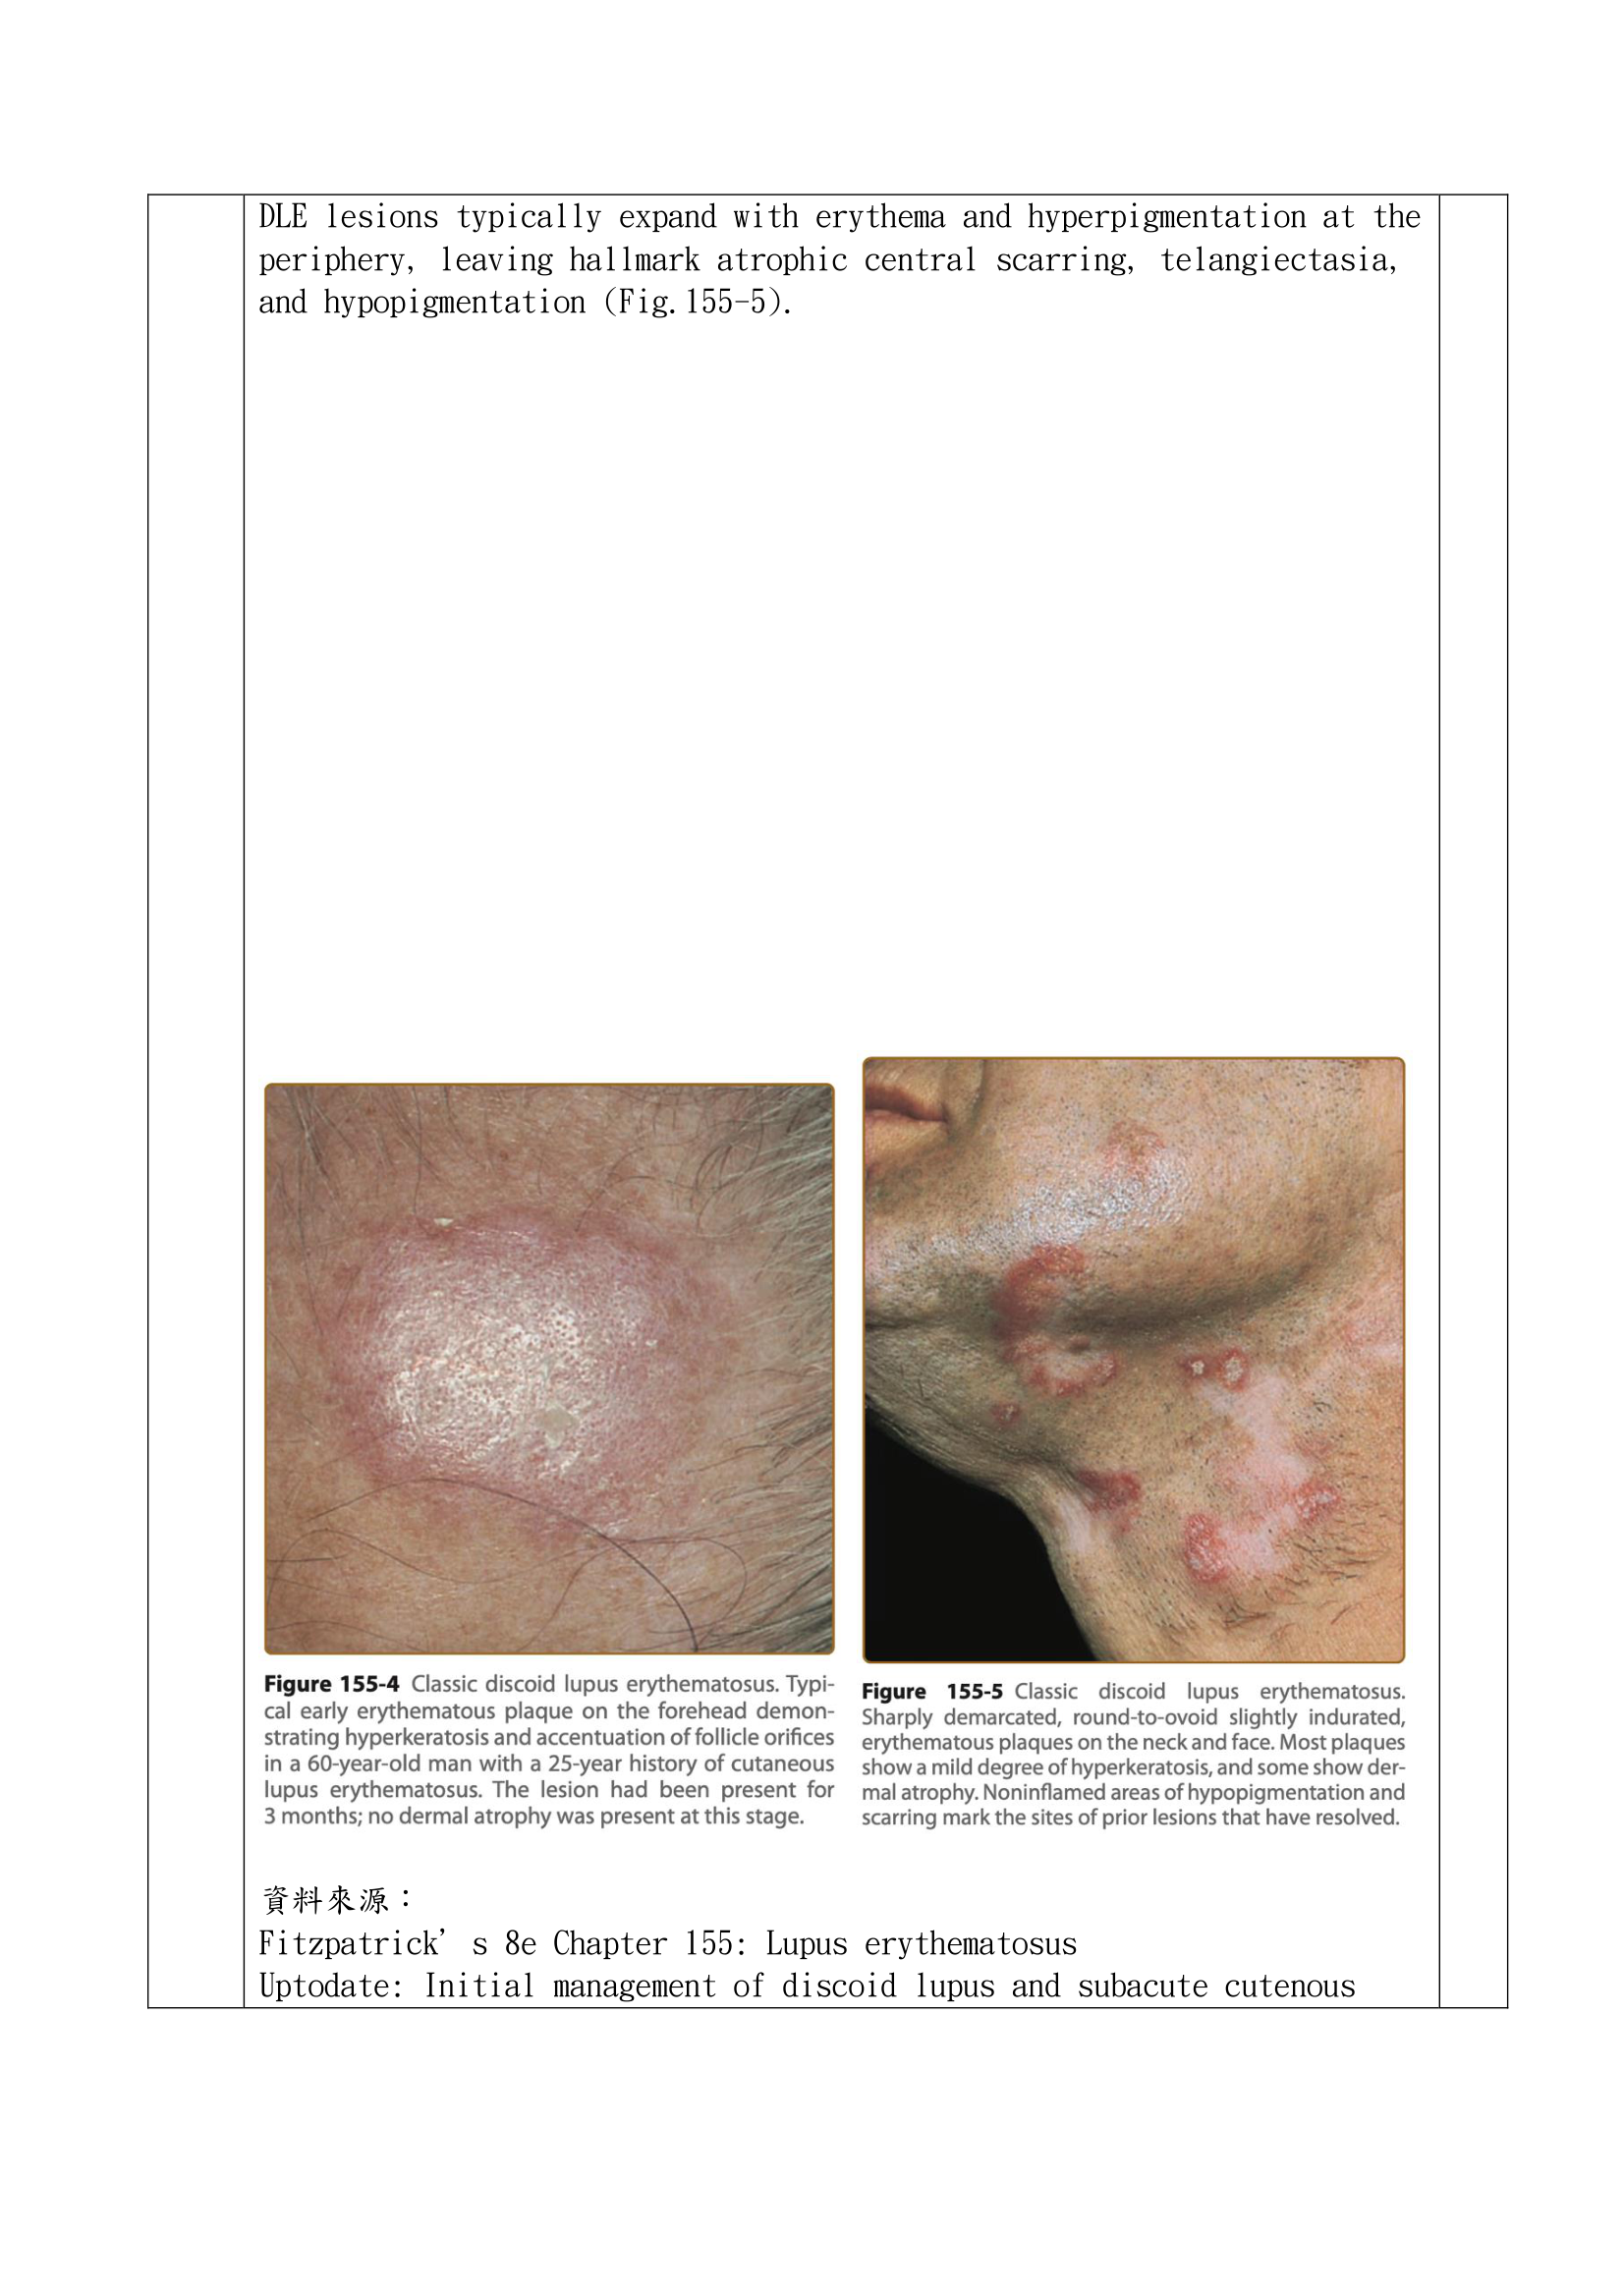 DLE lesions typically expand with erythema and hyperpigmentation at the
periphery, leaving hallmark atrophic central scarring, telangiectasia,
and hypopigmentation (Fig.155-5).
Figure 155-4 Classic discoid lupus erythematosus. Typi-
cal early erythematous plaque on the forehead demon-
strating hyperkeratosis and accentuation of follicle orifices
in a 60-year-old man with a 25-year history of cutaneous
lupus erythematosus. The lesion had been present for
3 months; no dermal atrophy was present at this stage.
Figure 155-5 Classic discoid lupus erythematosus.
Sharply demarcated, round-to-ovoid slightly indurated,
erythematous plaques on the neck and face. Most plaques
show a mild degree of hyperkeratosis, and some show der-
mal atrophy. Noninflamed areas of hypopigmentation and
scarring mark the sites of prior lesions that have resolved.
資料來源：
Fitzpatrick’s 8e Chapter 155: Lupus erythematosus
Uptodate: Initial management of discoid lupus and subacute cutenous